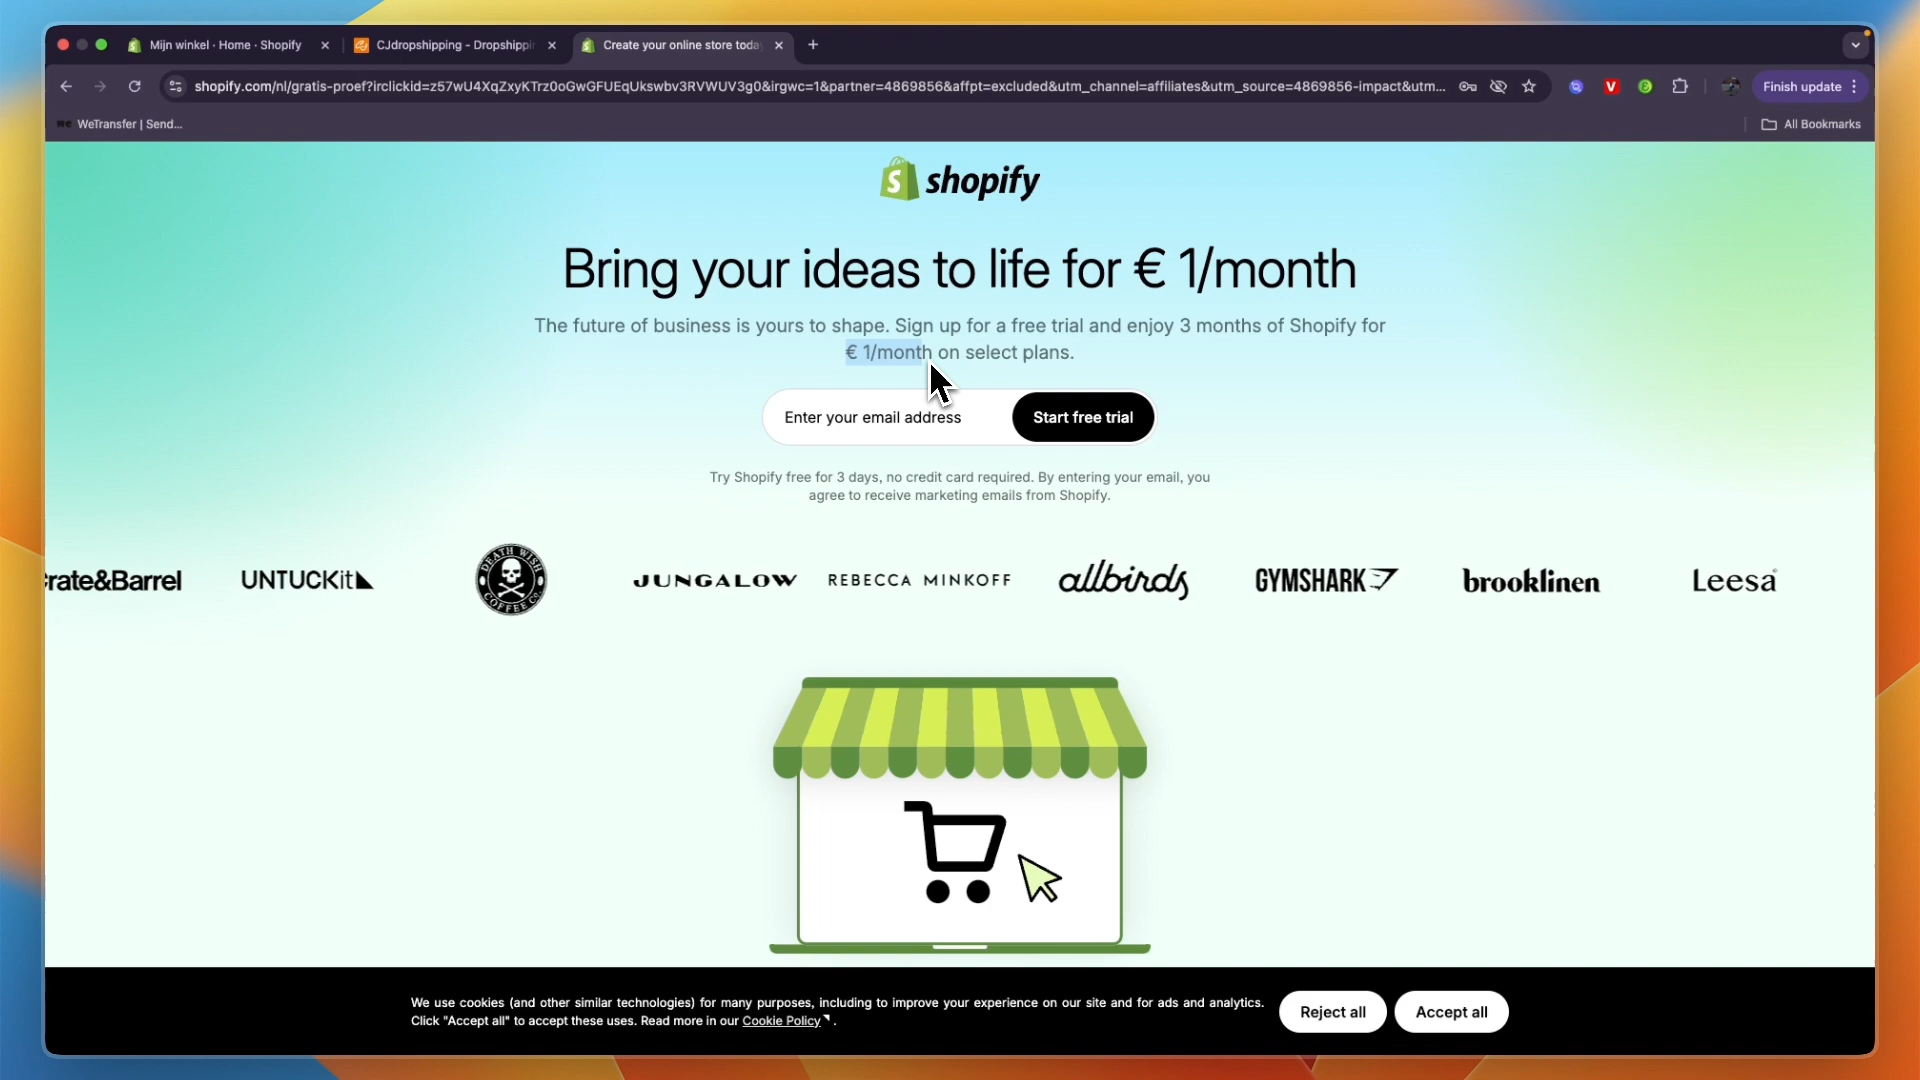 Mijn winkel · Home · Shopify
CJdropshipping - Dropshippin
Create your online store today
shopify.com/nl/gratis-proef?irclickid=z57wU4XqZxyKTrz0oGwGFUEqUkswbv3RVWUV3g0&irgwc=1&partner=4869856&affpt=excluded&utm_channel=affiliates&utm_source=4869856-impact&utm...
Finish update
we WeTransfer | Send...
All Bookmarks
shopify
Bring your ideas to life for € 1/month
The future of business is yours to shape. Sign up for a free trial and enjoy 3 months of Shopify for
€ 1/month on select plans.
Enter your email address
Start free trial
Try Shopify free for 3 days, no credit card required. By entering your email, you
agree to receive marketing emails from Shopify.
rate&Barrel
UNTUCKit
DEATH WISH
COFFEE Co.
JUNGALOW
REBECCA MINKOFF
allbirds
GYMSHARK
brooklinen
Leesa
We use cookies (and other similar technologies) for many purposes, including to improve your experience on our site and for ads and analytics.
Click "Accept all" to accept these uses. Read more in our Cookie Policy.
Reject all
Accept all